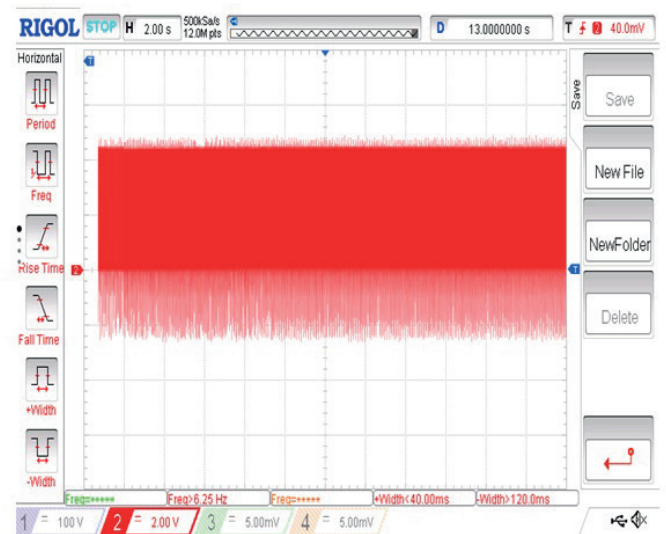 RIGOL STOP H 2.00 s 500kSa/s 12.0M pts D 13.0000000 s T 2 40.0mV
Horizontal
Period
Freq
Rise Time
Fall Time
+Width
-Width
T
2
T
Save
Save
New File
NewFolder
Delete
Freq=***** Freq>6.25 Hz Freq=***** +Width<40.00ms -Width>120.0ms
1 = 100 V 2 = 2.00 V 3 = 5.00mV 4 = 5.00mV